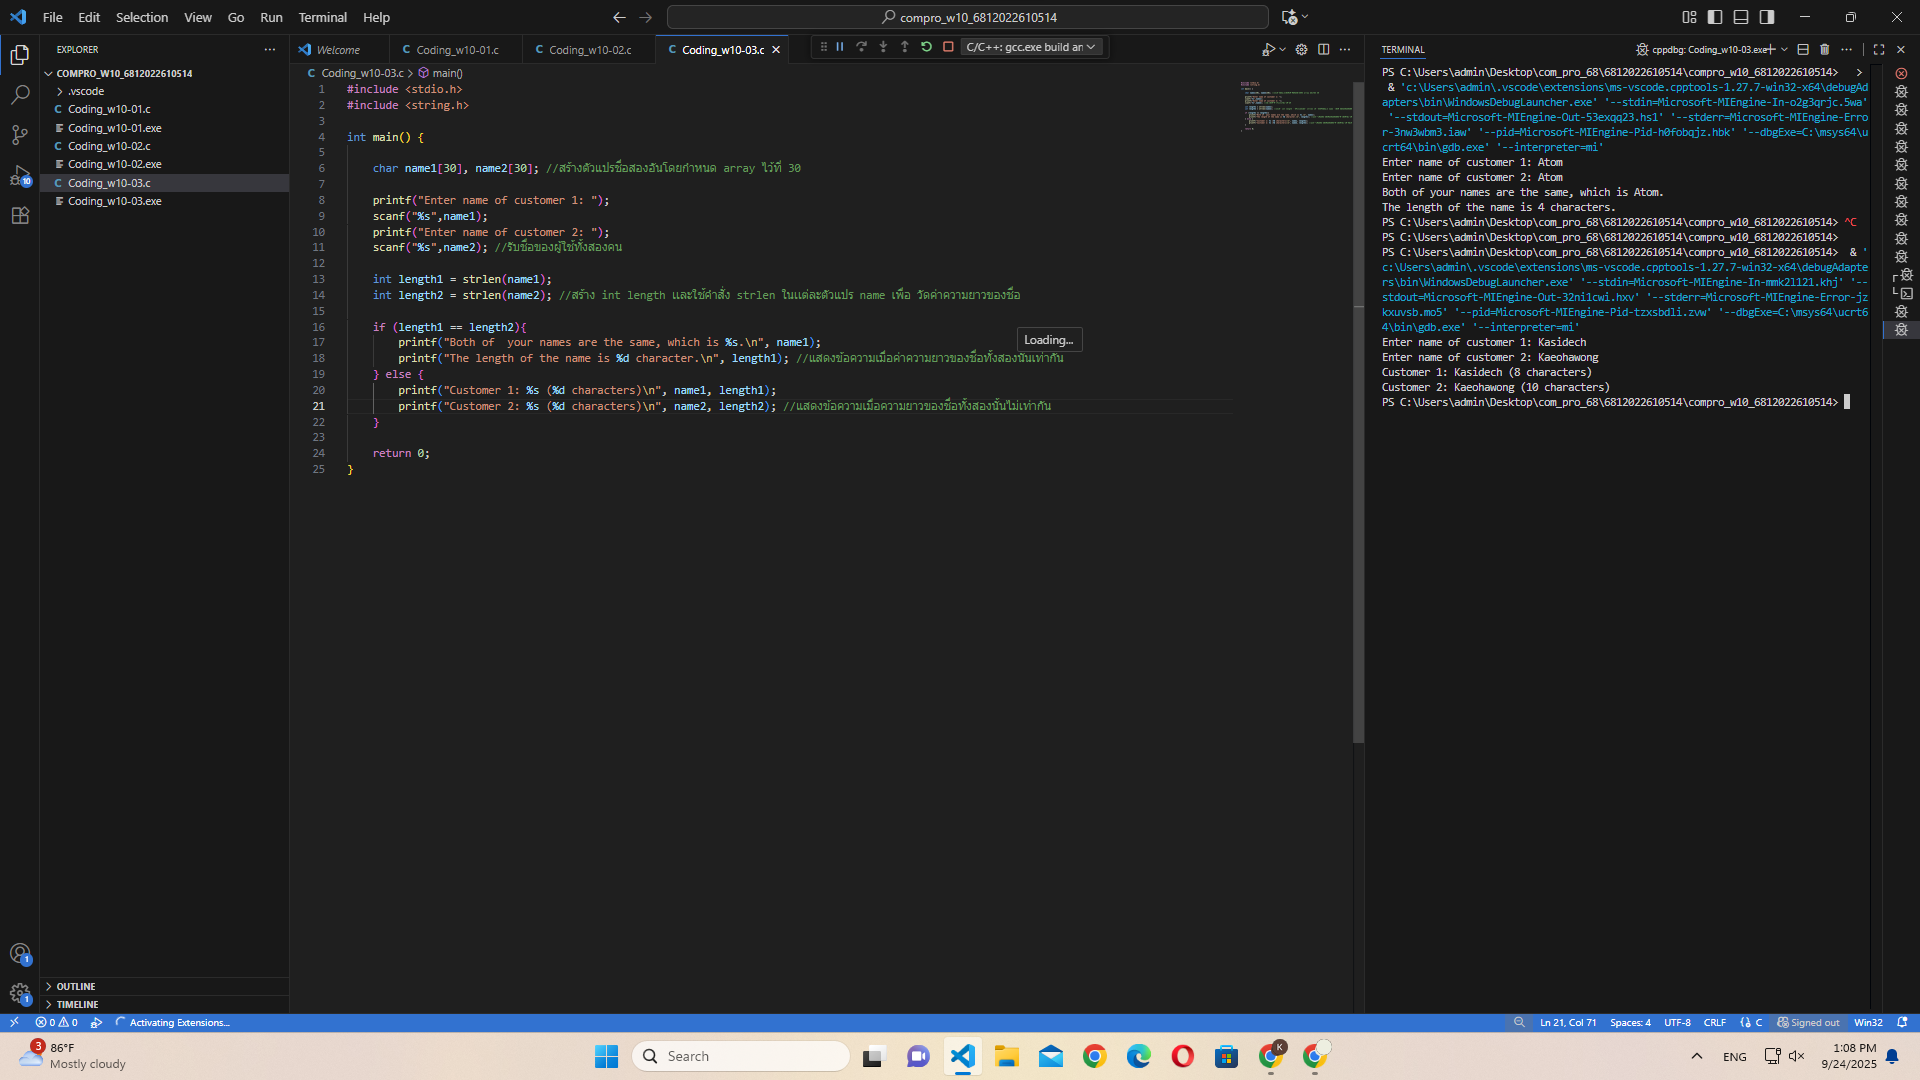 File Edit Selection View Go Run Terminal Help
compro_w10_6812022610514
EXPLORER
COMPRO_W10_6812022610514
.vscode
C Coding_w10-01.c
Coding_w10-01.exe
C Coding_w10-02.c
Coding_w10-02.exe
C Coding_w10-03.c
Coding_w10-03.exe
OUTLINE
TIMELINE
Welcome
C Coding_w10-01.c
C Coding_w10-02.c
C Coding_w10-03.c
C/C++: gcc.exe build ar
C Coding_w10-03.c > main()
1 #include <stdio.h>
2 #include <string.h>
3
4 int main() {
5
6 char name1[30], name2[30]; //สร้างตัวแปรชื่อสองอันโดยกำหนด array ไว้ที่ 30
7
8 printf("Enter name of customer 1: ");
9 scanf("%s",name1);
10 printf("Enter name of customer 2: ");
11 scanf("%s",name2); //รับชื่อของผู้ใช้ทั้งสองคน
12
13 int length1 = strlen(name1);
14 int length2 = strlen(name2); //สร้าง int length และใช้คำสั่ง strlen ในแต่ละตัวแปร name เพื่อ วัดค่าความยาวของชื่อ
15
16 if (length1 == length2){
17 printf("Both of  your names are the same, which is %s.\n", name1);
18 printf("The length of the name is %d character.\n", length1); //แสดงข้อความเมื่อค่าความยาวของชื่อทั้งสองนั้นเท่ากัน
19 } else {
20 printf("Customer 1: %s (%d characters)\n", name1, length1);
21 printf("Customer 2: %s (%d characters)\n", name2, length2); //แสดงข้อความเมื่อความยาวของชื่อทั้งสองนั้นไม่เท่ากัน
22 }
23
24 return 0;
25 }
Loading...
TERMINAL
cppdbg: Coding_w10-03.exe
PS C:\Users\admin\Desktop\com_pro_68\6812022610514\compro_w10_6812022610514>   >
& 'c:\Users\admin\.vscode\extensions\ms-vscode.cpptools-1.27.7-win32-x64\debugAd
apters\bin\WindowsDebugLauncher.exe' '--stdin=Microsoft-MIEngine-In-o2g3qrjc.5wa'
'--stdout=Microsoft-MIEngine-Out-53exqq23.hs1' '--stderr=Microsoft-MIEngine-Erro
r-3nw3wbm3.iaw' '--pid=Microsoft-MIEngine-Pid-h0fobqjz.hbk' '--dbgExe=C:\msys64\u
crt64\bin\gdb.exe' '--interpreter=mi'
Enter name of customer 1: Atom
Enter name of customer 2: Atom
Both of your names are the same, which is Atom.
The length of the name is 4 characters.
PS C:\Users\admin\Desktop\com_pro_68\6812022610514\compro_w10_6812022610514> ^C
PS C:\Users\admin\Desktop\com_pro_68\6812022610514\compro_w10_6812022610514>
PS C:\Users\admin\Desktop\com_pro_68\6812022610514\compro_w10_6812022610514>  & '
c:\Users\admin\.vscode\extensions\ms-vscode.cpptools-1.27.7-win32-x64\debugAdapte
rs\bin\WindowsDebugLauncher.exe' '--stdin=Microsoft-MIEngine-In-mmk21121.khj' '--
stdout=Microsoft-MIEngine-Out-32ni1cwi.hxv' '--stderr=Microsoft-MIEngine-Error-jz
kxuvsb.mo5' '--pid=Microsoft-MIEngine-Pid-tzxsbdli.zvw' '--dbgExe=C:\msys64\ucrt6
4\bin\gdb.exe' '--interpreter=mi'
Enter name of customer 1: Kasidech
Enter name of customer 2: Kaeohawong
Customer 1: Kasidech (8 characters)
Customer 2: Kaeohawong (10 characters)
PS C:\Users\admin\Desktop\com_pro_68\6812022610514\compro_w10_6812022610514>
10
1
1
0 0 Activating Extensions...
Ln 21, Col 71 Spaces: 4 UTF-8 CRLF {} C Signed out Win32
3
86°F
Mostly cloudy
Search
K
ENG
1:08 PM
9/24/2025